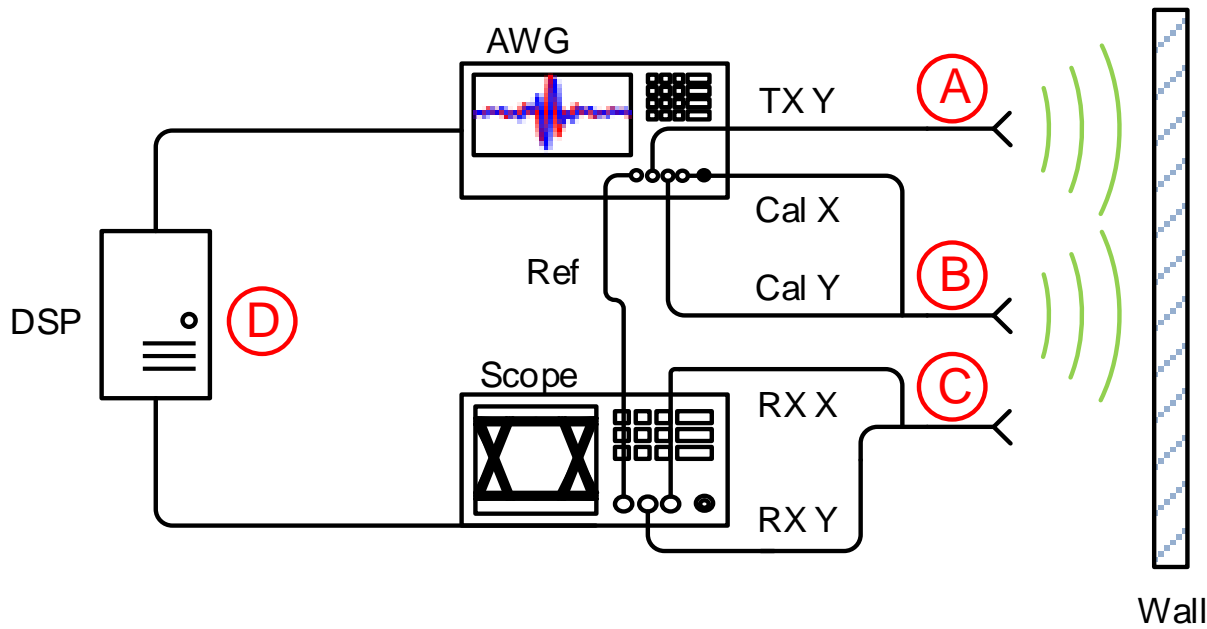 AWG
TX Y
A
Cal X
Ref
Cal Y
B
DSP
D
Scope
RX X
C
RX Y
Wall